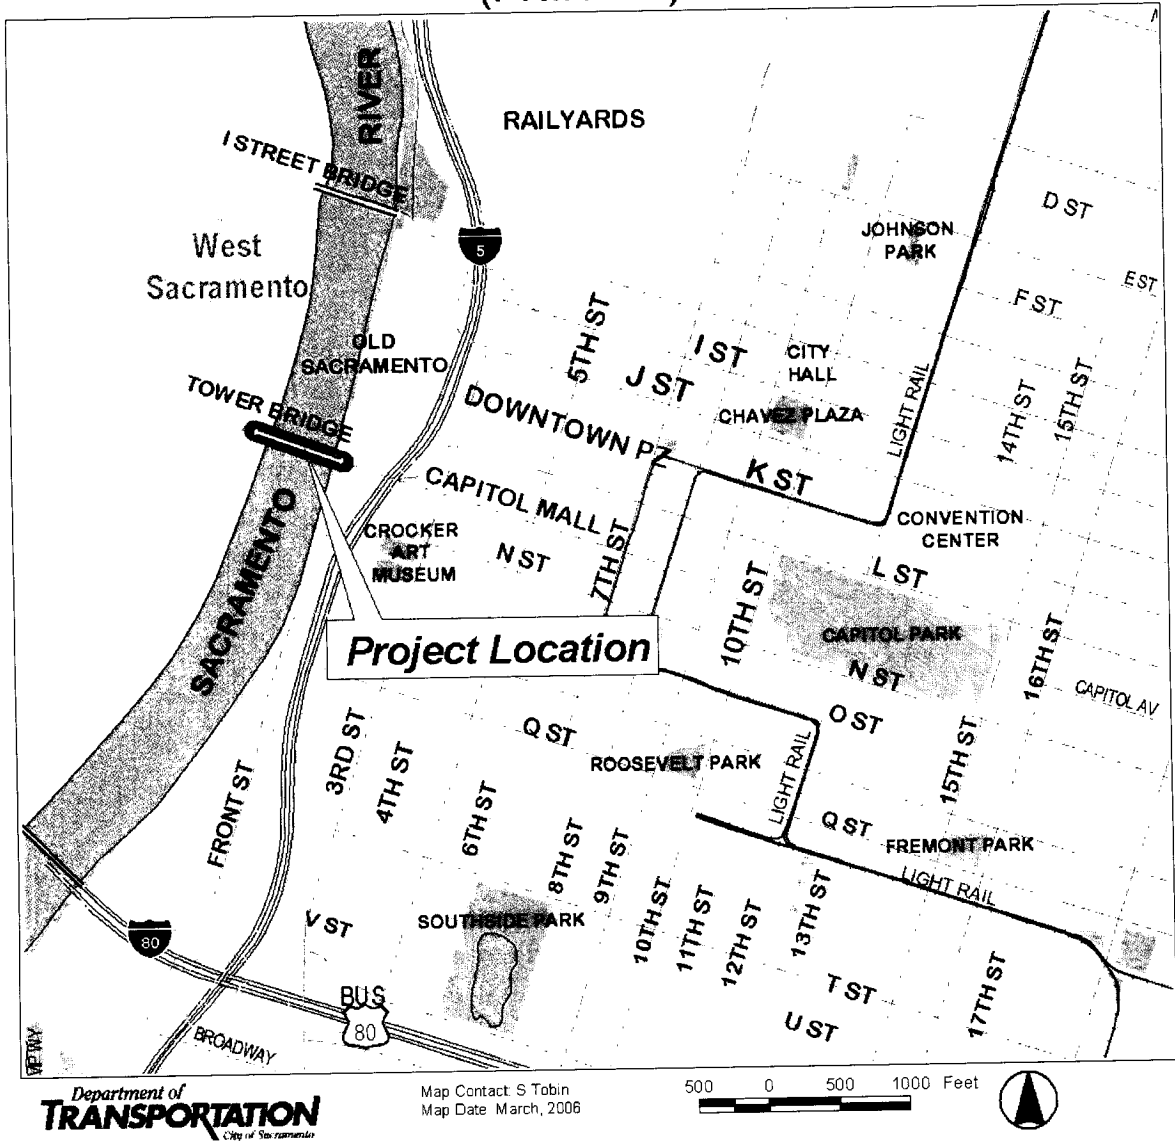 RIVER
I STREET BRIDGE
RAILYARDS
5
D ST
JOHNSON
PARK
West
Sacramento
E ST
F ST
5TH ST
I ST
CITY
HALL
OLD
SACRAMENTO
J ST
TOWER BRIDGE
DOWNTOWN PZ
CHAVEZ PLAZA
LIGHT RAIL
14TH ST
15TH ST
K ST
CAPITOL MALL
SACRAMENTO
CROCKER
ART
MUSEUM
N ST
7TH ST
CONVENTION
CENTER
L ST
10TH ST
CAPITOL PARK
N ST
16TH ST
CAPITOL AV
Project Location
O ST
Q ST
3RD ST
4TH ST
ROOSEVELT PARK
LIGHT RAIL
15TH ST
FRONT ST
6TH ST
Q ST
FREMONT PARK
LIGHT RAIL
8TH ST
9TH ST
10TH ST
11TH ST
12TH ST
13TH ST
V ST
SOUTHSIDE PARK
80
T ST
17TH ST
U ST
BUS
80
BROADWAY
Department of
TRANSPORTATION
City of Sacramento
Map Contact: S Tobin
Map Date: March, 2006
500 0 500 1000 Feet